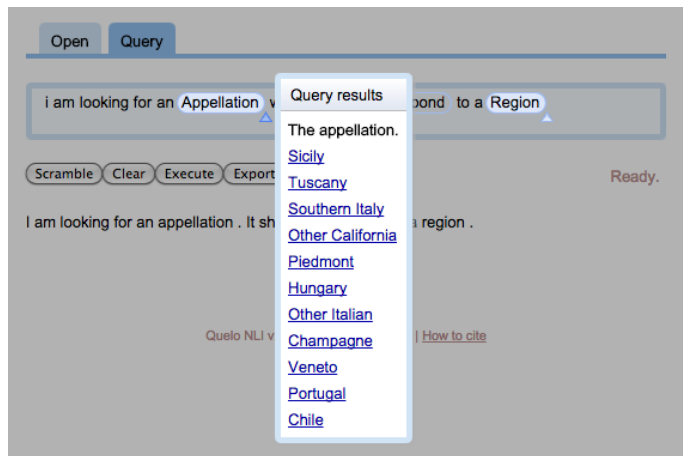 Open Query
i am looking for an Appellation to a Region
Query results
The appellation.
Sicily
Tuscany
Southern Italy
Other California
Piedmont
Hungary
Other Italian
Champagne
Veneto
Portugal
Chile
Scramble Clear Execute Export
Ready.
I am looking for an appellation . It region .
Quelo NLI | How to cite